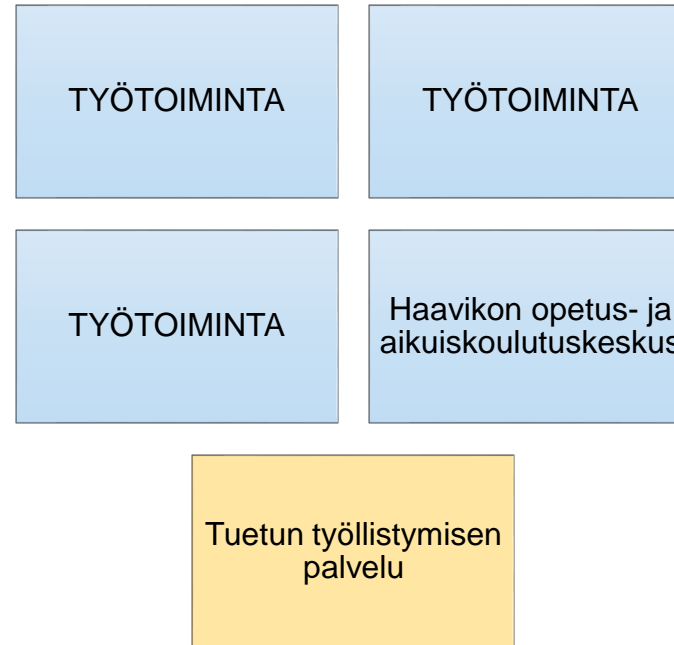 TYÖTOIMINTA
TYÖTOIMINTA
TYÖTOIMINTA
Haavikon opetus- ja
aikuiskoulutuskeskus
Tuetun työllistymisen
palvelu